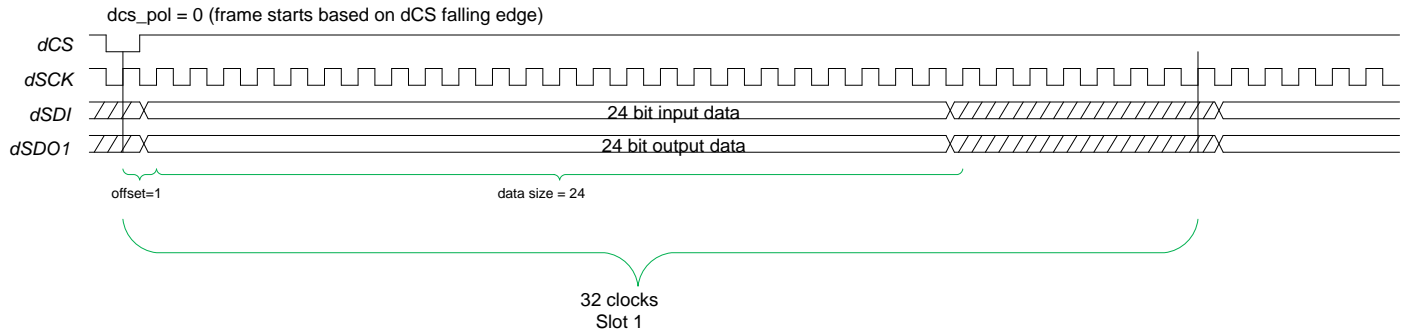 dcs_pol = 0 (frame starts based on dCS falling edge)
dCS
dSCK
dSDI
24 bit input data
dSDO1
24 bit output data
offset=1
data size = 24
32 clocks
Slot 1